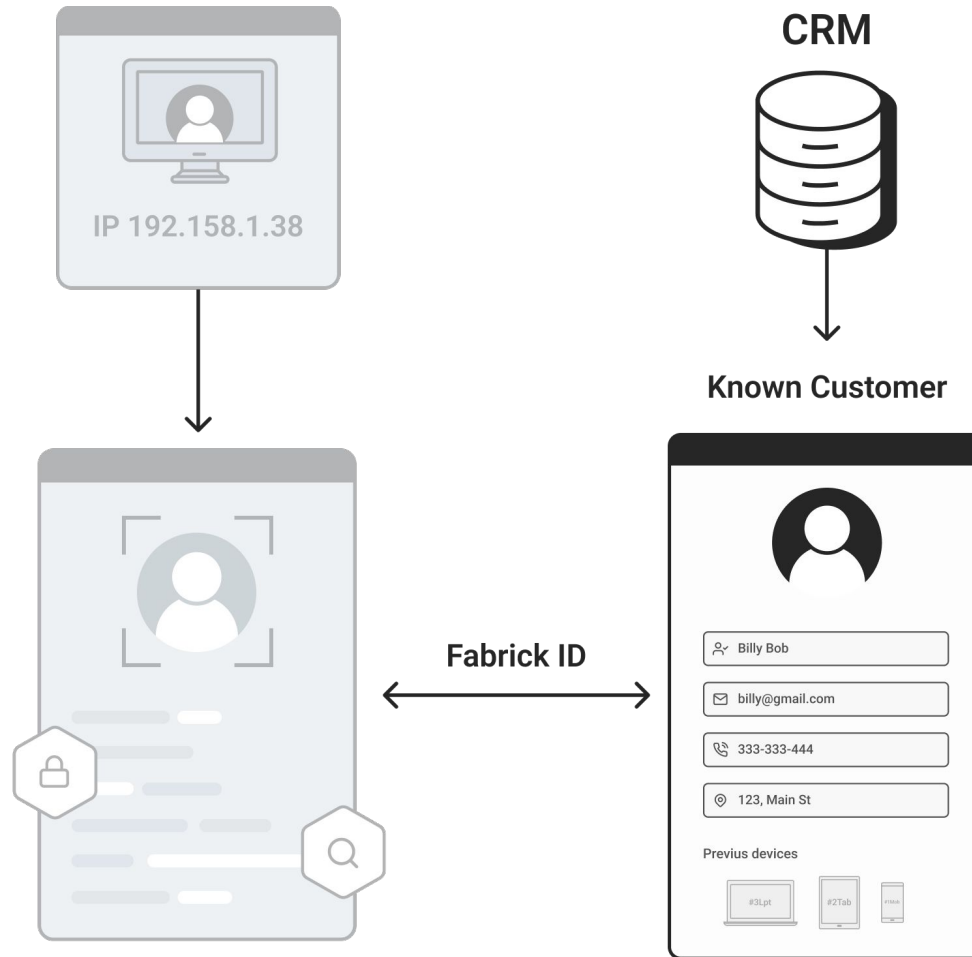 IP 192.158.1.38
CRM
Known Customer
Fabrick ID
Billy Bob
billy@gmail.com
333-333-444
123, Main St
Previus devices
#3Lpt
#2Tab